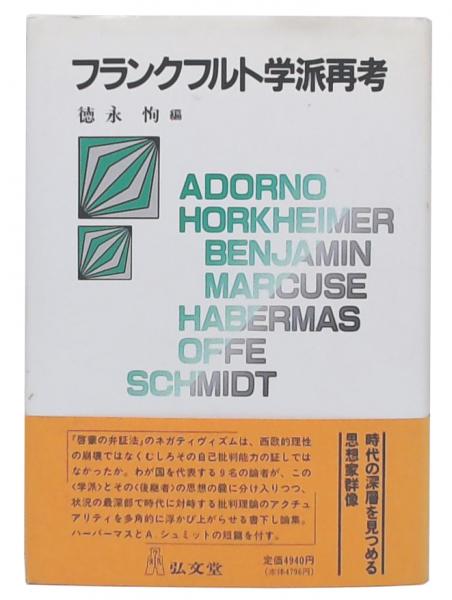 フランクフルト学派再考
徳永 恂 編
ADORNO
HORKHEIMER
BENJAMIN
MARCUSE
HABERMAS
OFFE
SCHMIDT
時代の深層を見つめる
思想家群像
『啓蒙の弁証法』のネガティヴィズムは、西欧的理性
の崩壊ではなくむしろその自己批判能力の証しでは
なかったか。わが国を代表する9名の論者が、この
〈学派〉とその〈後継者〉の思想の襞に分け入りつつ、
状況の最深部で時代に対峙する批判理論のアクチュ
アリティを多角的に浮かび上がらせる書下し論集。
ハーバーマスとA.シュミットの短篇を付す。
弘文堂
定価4940円
(本体4796円)